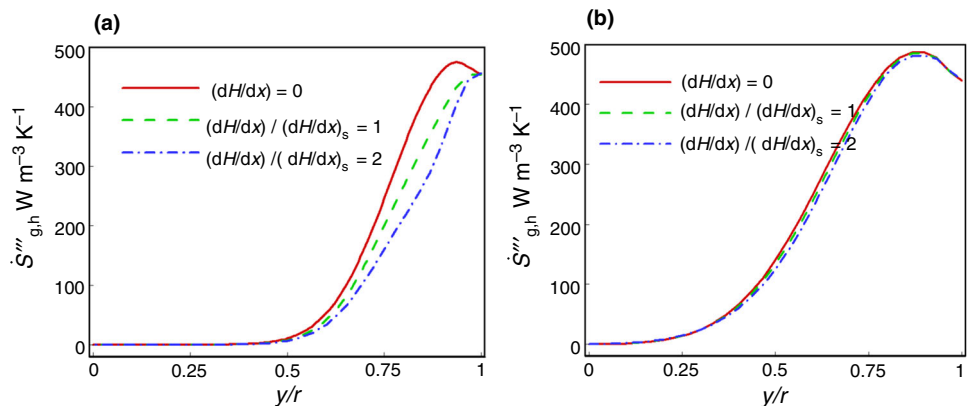 (a)
500
400
300
200
100
0
Ṡ‴g,h W m⁻³ K⁻¹
(dH/dx) = 0
(dH/dx) / (dH/dx)s = 1
(dH/dx) /( dH/dx)s = 2
0 0.25 0.5 0.75 1
y/r
(b)
500
400
300
200
100
0
Ṡ‴g,h W m⁻³ K⁻¹
(dH/dx) = 0
(dH/dx) / (dH/dx)s = 1
(dH/dx) /( dH/dx)s = 2
0 0.25 0.5 0.75 1
y/r